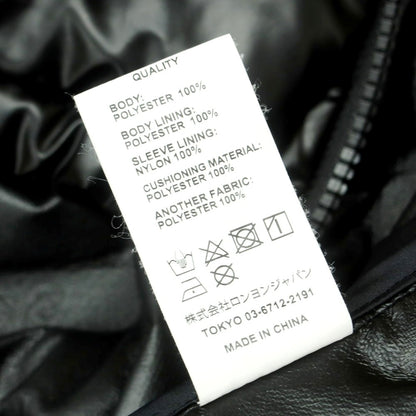 QUALITY
BODY:
POLYESTER 100%
BODY LINING:
POLYESTER 100%
SLEEVE LINING:
NYLON 100%
CUSHIONING MATERIAL:
POLYESTER 100%
ANOTHER FABRIC:
POLYESTER 100%
株式会社ロンヨンジャパン
TOKYO 03-6712-2191
MADE IN CHINA